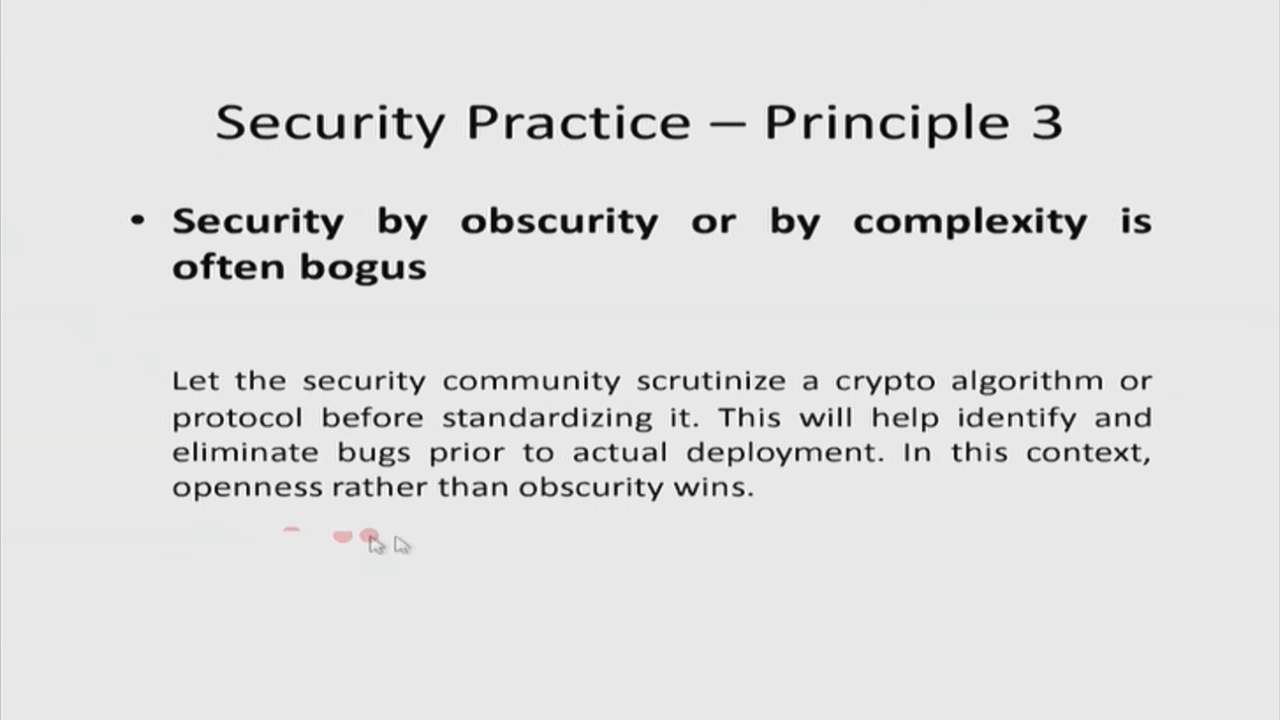 Security Practice – Principle 3
• Security by obscurity or by complexity is
often bogus
Let the security community scrutinize a crypto algorithm or
protocol before standardizing it. This will help identify and
eliminate bugs prior to actual deployment. In this context,
openness rather than obscurity wins.